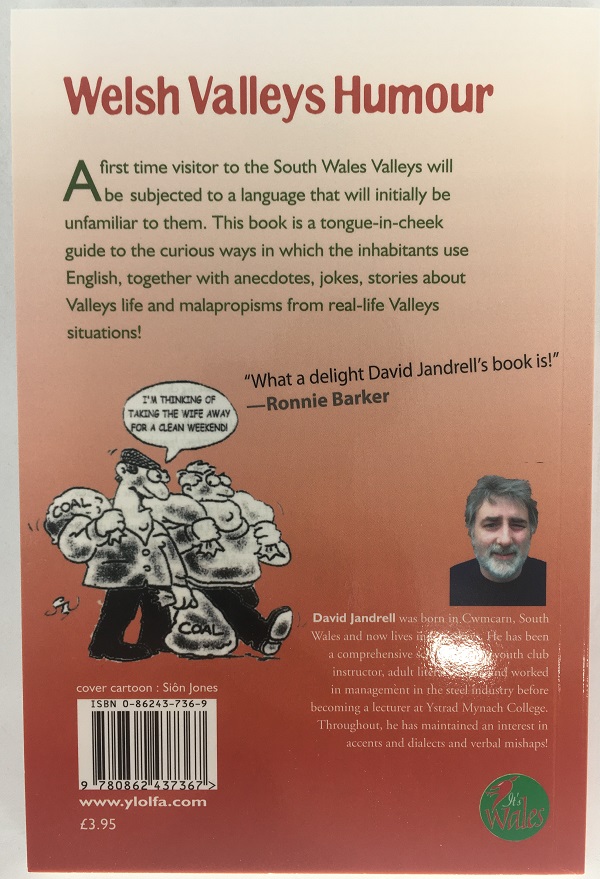 Welsh Valleys Humour
A first time visitor to the South Wales Valleys will
be subjected to a language that will initially be
unfamiliar to them. This book is a tongue-in-cheek
guide to the curious ways in which the inhabitants use
English, together with anecdotes, jokes, stories about
Valleys life and malapropisms from real-life Valleys
situations!
"What a delight David Jandrell's book is!"
—Ronnie Barker
I'M THINKING OF
TAKING THE WIFE AWAY
FOR A CLEAN WEEKEND!
COAL
COAL
David Jandrell was born in Cwmcarn, South
Wales and now lives in He has been
a comprehensive youth club
instructor, adult worked
in management in the steel industry before
becoming a lecturer at Ystrad Mynach College.
Throughout, he has maintained an interest in
accents and dialects and verbal mishaps!
cover cartoon : Siôn Jones
ISBN 0-86243-736-9
9 780862 437367>
www.ylolfa.com
£3.95
It's
Wales